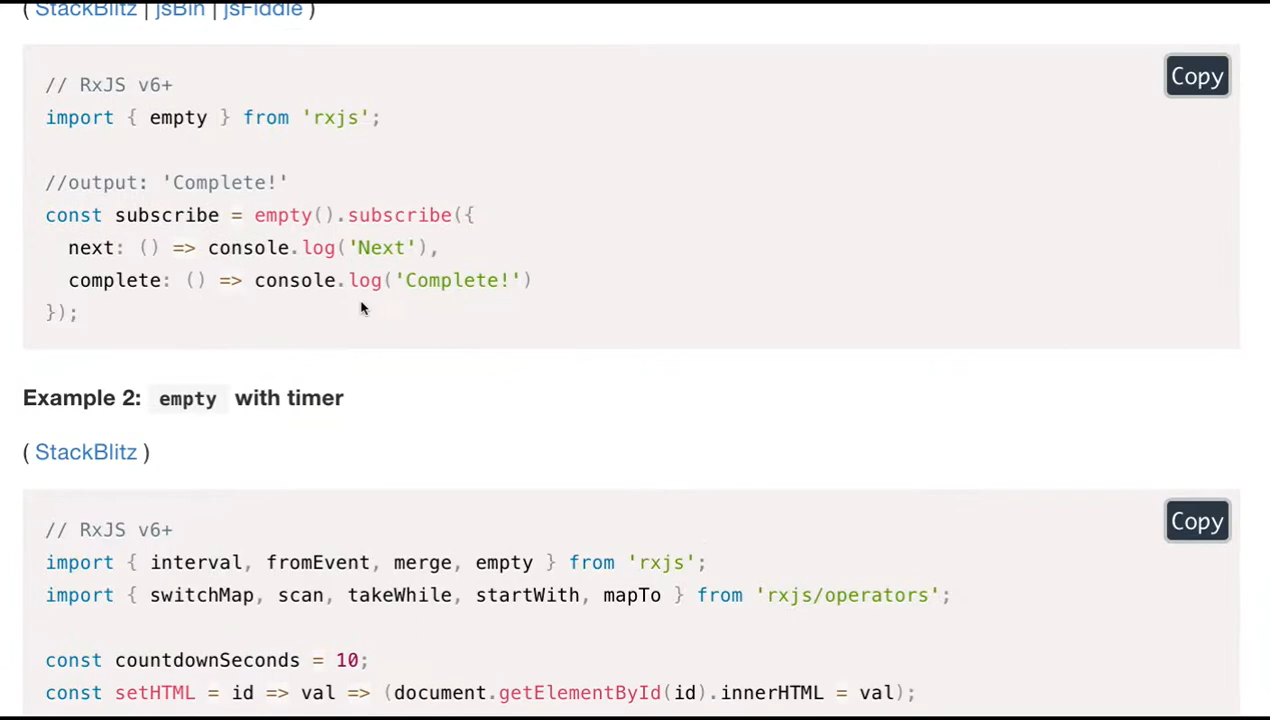 ( StackBlitz | jsBin | jsFiddle )
Copy
// RxJS v6+
import { empty } from 'rxjs';
//output: 'Complete!'
const subscribe = empty().subscribe({
  next: () => console.log('Next'),
  complete: () => console.log('Complete!')
});
Example 2: empty with timer
( StackBlitz )
Copy
// RxJS v6+
import { interval, fromEvent, merge, empty } from 'rxjs';
import { switchMap, scan, takeWhile, startWith, mapTo } from 'rxjs/operators';
const countdownSeconds = 10;
const setHTML = id => val => (document.getElementById(id).innerHTML = val);